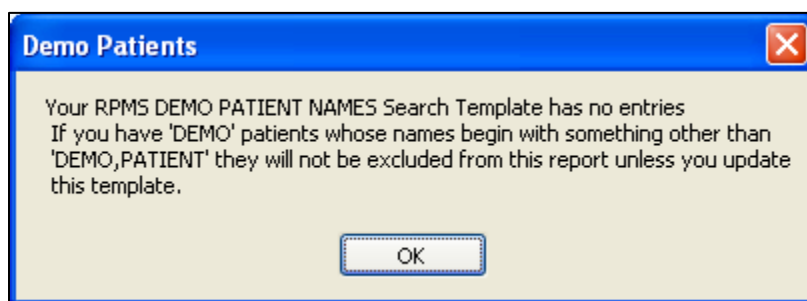 Demo Patients
Your RPMS DEMO PATIENT NAMES Search Template has no entries
If you have 'DEMO' patients whose names begin with something other than
'DEMO,PATIENT' they will not be excluded from this report unless you update
this template.
OK